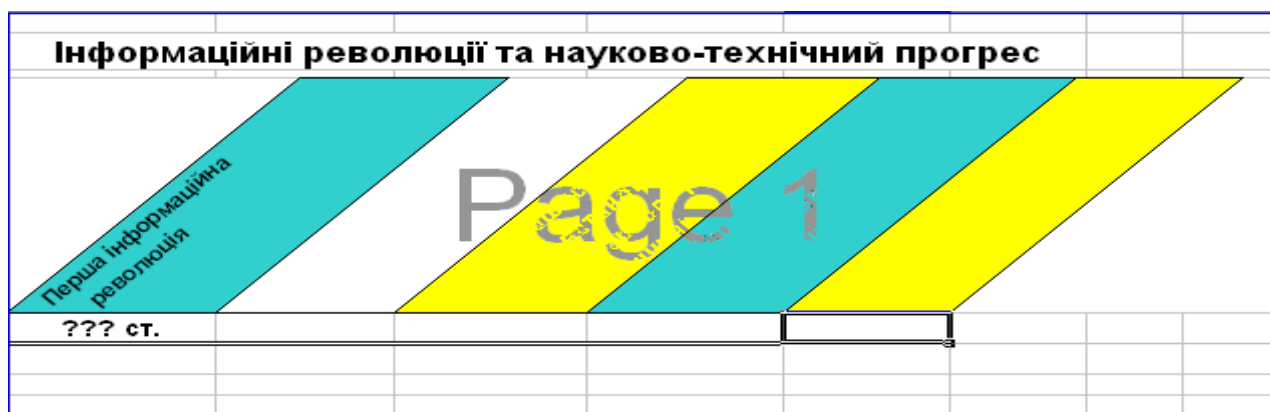 Інформаційні революції та науково-технічний прогрес
Перша інформаційна
революція
Page 1
??? ст.